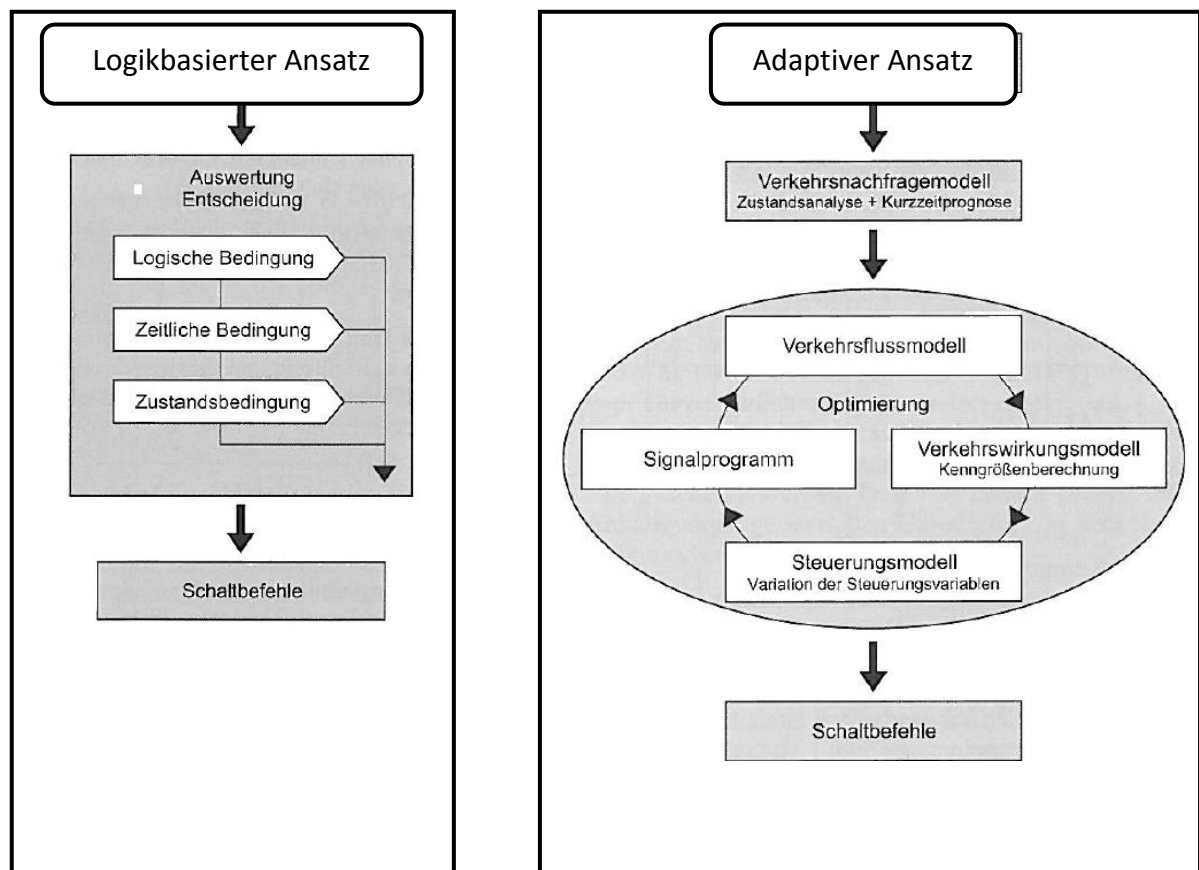 Logikbasierter Ansatz
Auswertung
Entscheidung
Logische Bedingung
Zeitliche Bedingung
Zustandsbedingung
Schaltbefehle
Adaptiver Ansatz
Verkehrsnachfragemodell
Zustandsanalyse + Kurzzeitprognose
Verkehrsflussmodell
Optimierung
Signalprogramm
Verkehrswirkungsmodell
Kenngrößenberechnung
Steuerungsmodell
Variation der Steuerungsvariablen
Schaltbefehle